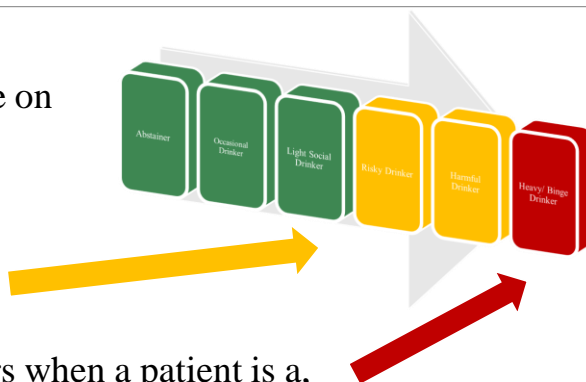 e on
Abstainer
Occasional
Drinker
Light Social
Drinker
Risky Drinker
Harmful
Drinker
Heavy/ Binge
Drinker
s when a patient is a,